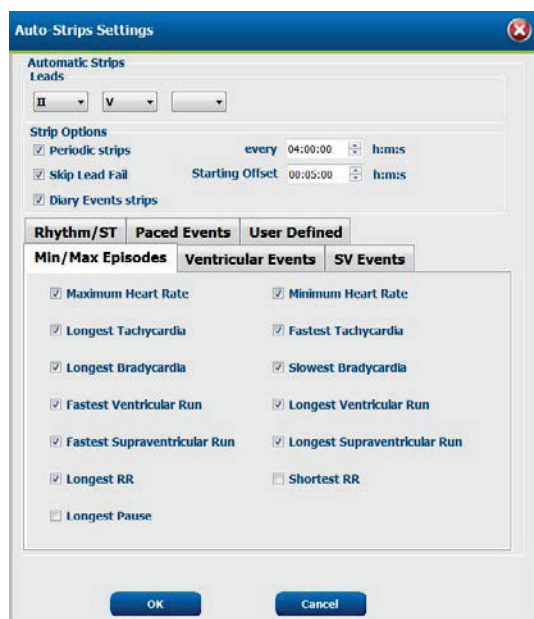 Auto-Strips Settings
Automatic Strips
Leads
II V
Strip Options
Periodic strips every 04:00:00 h:m:s
Skip Lead Fail Starting Offset 00:05:00 h:m:s
Diary Events strips
Rhythm/ST Paced Events User Defined
Min/Max Episodes Ventricular Events SV Events
Maximum Heart Rate Minimum Heart Rate
Longest Tachycardia Fastest Tachycardia
Longest Bradycardia Slowest Bradycardia
Fastest Ventricular Run Longest Ventricular Run
Fastest Supraventricular Run Longest Supraventricular Run
Longest RR Shortest RR
Longest Pause
OK Cancel